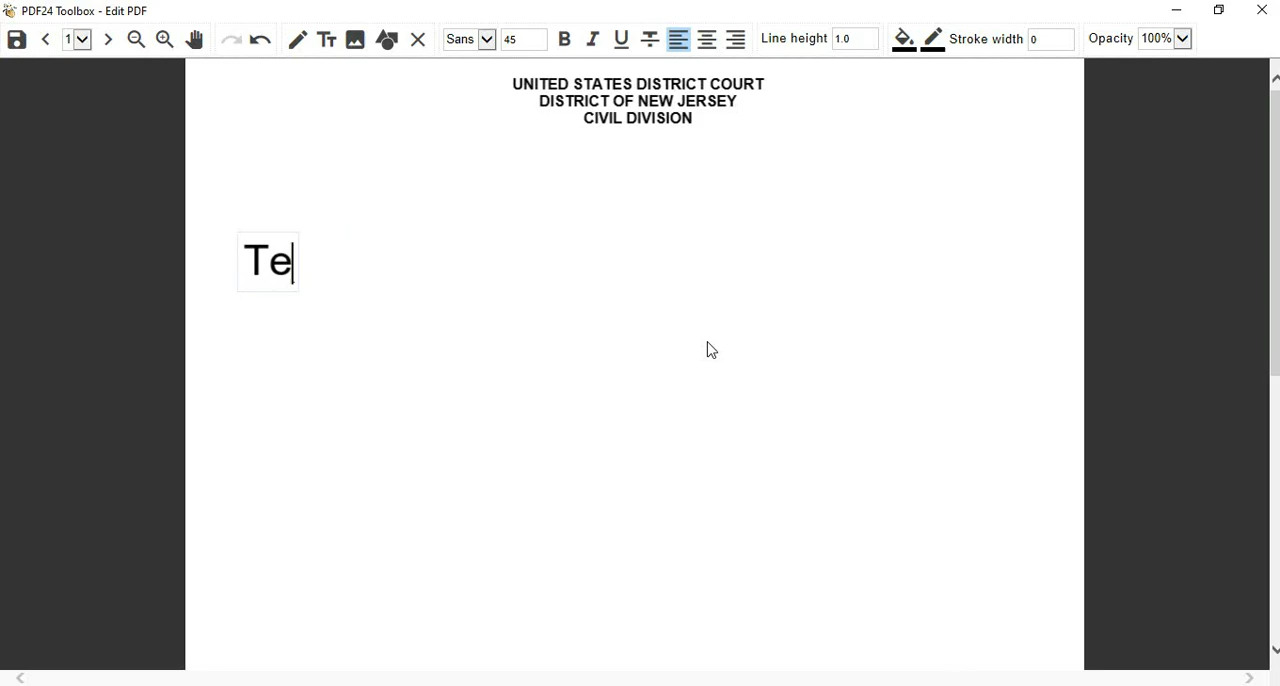 PDF24 Toolbox - Edit PDF
1 Tr Sans 45 B I U T Line height 1.0 Stroke width 0 Opacity 100%
UNITED STATES DISTRICT COURT
DISTRICT OF NEW JERSEY
CIVIL DIVISION
Te